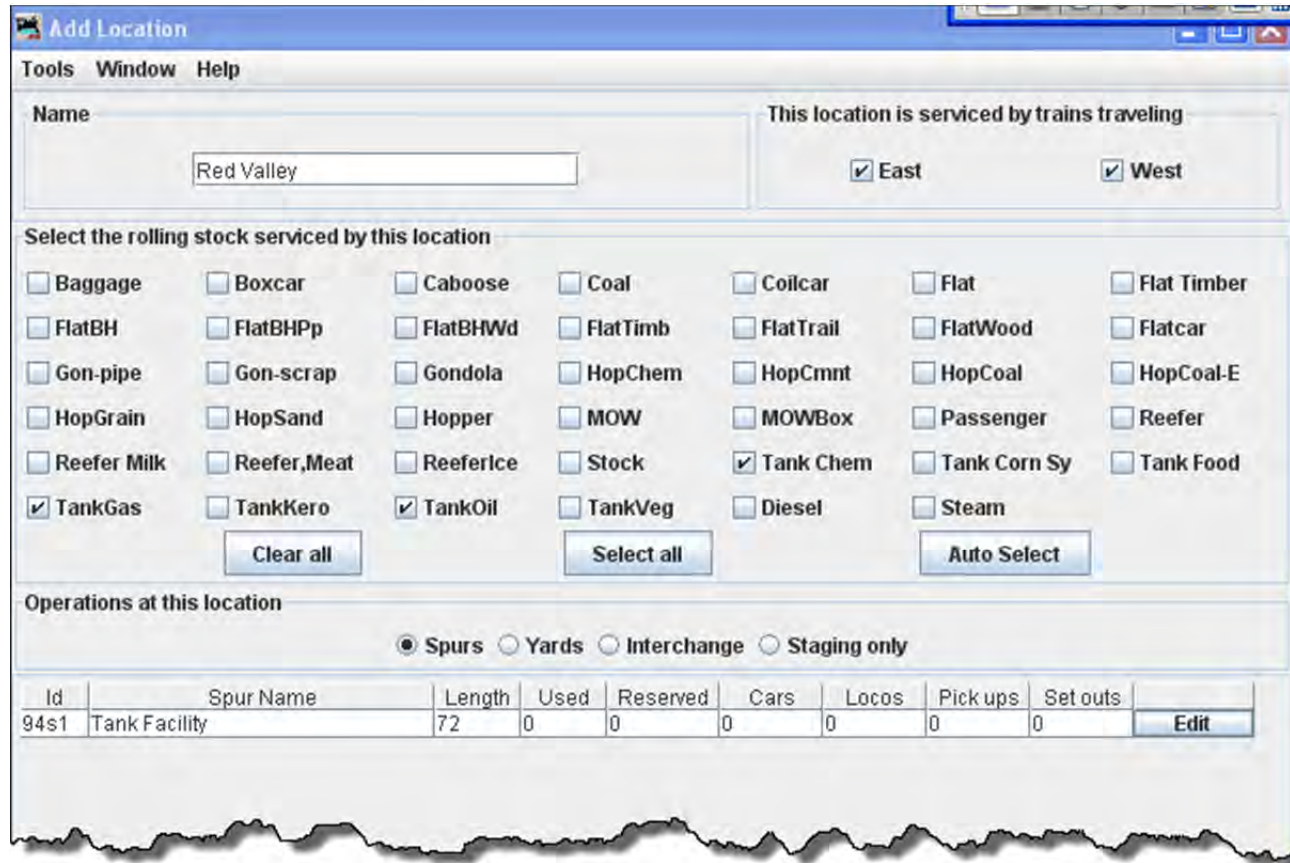 Add Location
Tools Window Help
Name This location is serviced by trains traveling
Red Valley East West
Select the rolling stock serviced by this location
Baggage Boxcar Caboose Coal Coilcar Flat Flat Timber
FlatBH FlatBHPp FlatBHWd FlatTimb FlatTrail FlatWood Flatcar
Gon-pipe Gon-scrap Gondola HopChem HopCmnt HopCoal HopCoal-E
HopGrain HopSand Hopper MOW MOWBox Passenger Reefer
Reefer Milk Reefer,Meat ReeferIce Stock Tank Chem Tank Corn Sy Tank Food
TankGas TankKero TankOil TankVeg Diesel Steam
Clear all Select all Auto Select
Operations at this location
Spurs Yards Interchange Staging only
Id Spur Name Length Used Reserved Cars Locos Pick ups Set outs
94s1 Tank Facility 72 0 0 0 0 0 0 Edit